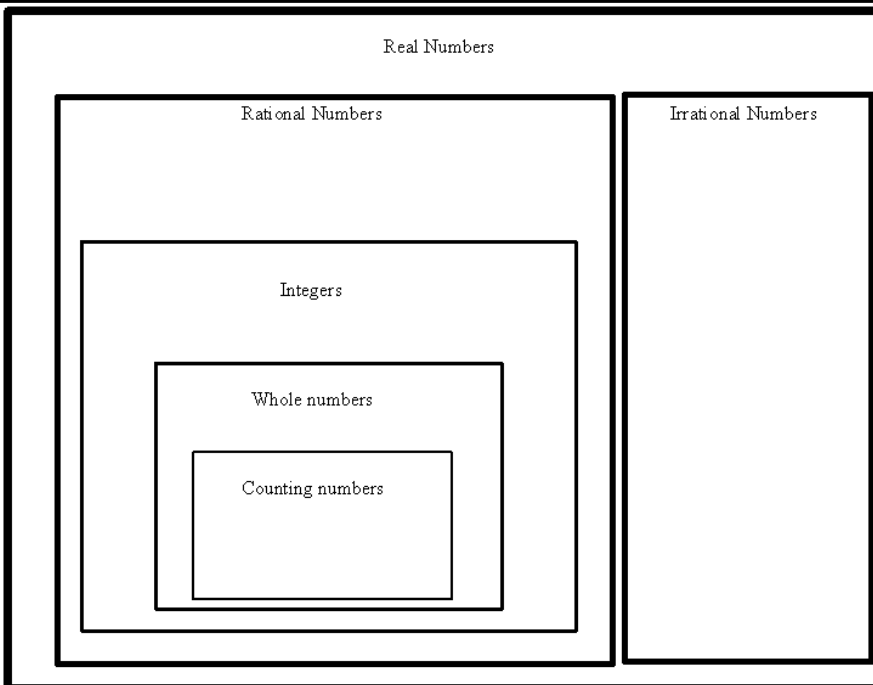 Real Numbers
Rational Numbers
Irrational Numbers
Integers
Whole numbers
Counting numbers